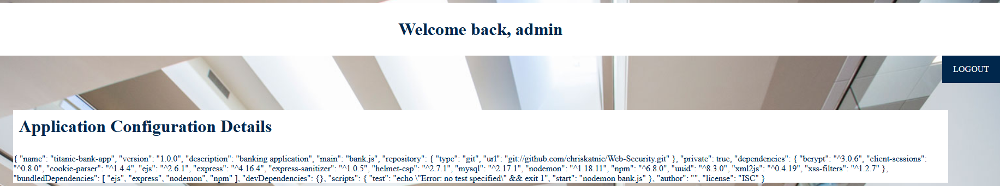 Welcome back, admin
LOGOUT
Application Configuration Details
{ "name": "titanic-bank-app", "version": "1.0.0", "description": "banking application", "main": "bank.js", "repository": { "type": "git", "url": "git://github.com/chriskatnic/Web-Security.git" }, "private": true, "dependencies": { "bcrypt": "^3.0.6", "client-sessions":
"^0.8.0", "cookie-parser": "^1.4.4", "ejs": "^2.6.1", "express": "^4.16.4", "express-sanitizer": "^1.0.5", "helmet-csp": "^2.7.1", "mysql": "^2.17.1", "nodemon": "^1.18.11", "npm": "^6.8.0", "uuid": "^8.3.0", "xml2js": "^0.4.19", "xss-filters": "^1.2.7" },
"bundledDependencies": [ "ejs", "express", "nodemon", "npm" ], "devDependencies": {}, "scripts": { "test": "echo \"Error: no test specified\" && exit 1", "start": "nodemon bank.js" }, "author": "", "license": "ISC" }